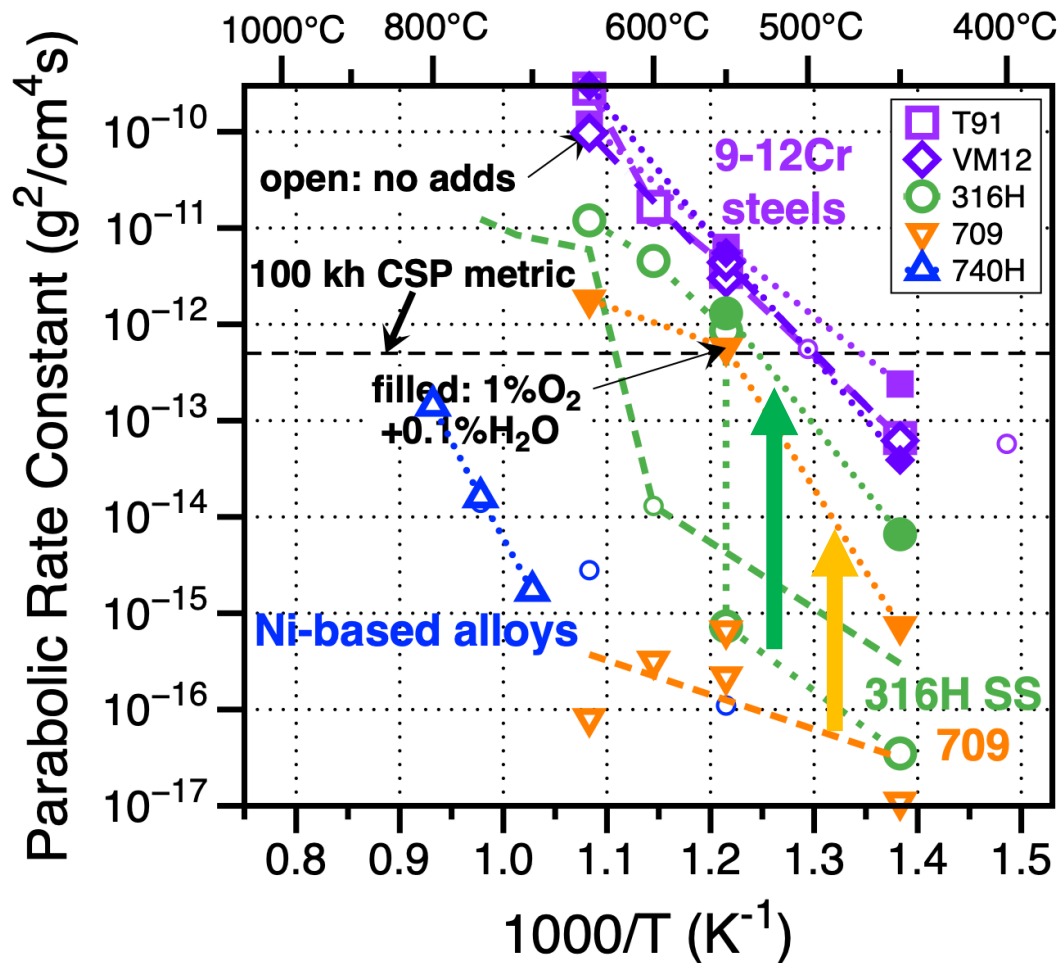 1000°C 800°C 600°C 500°C 400°C
Parabolic Rate Constant (g²/cm⁴s)
10⁻¹⁰
10⁻¹¹
10⁻¹²
10⁻¹³
10⁻¹⁴
10⁻¹⁵
10⁻¹⁶
10⁻¹⁷
T91
VM12
316H
709
740H
9-12Cr
steels
open: no adds
100 kh CSP metric
filled: 1%O₂
+0.1%H₂O
Ni-based alloys
316H SS
709
0.8 0.9 1.0 1.1 1.2 1.3 1.4 1.5
1000/T (K⁻¹)